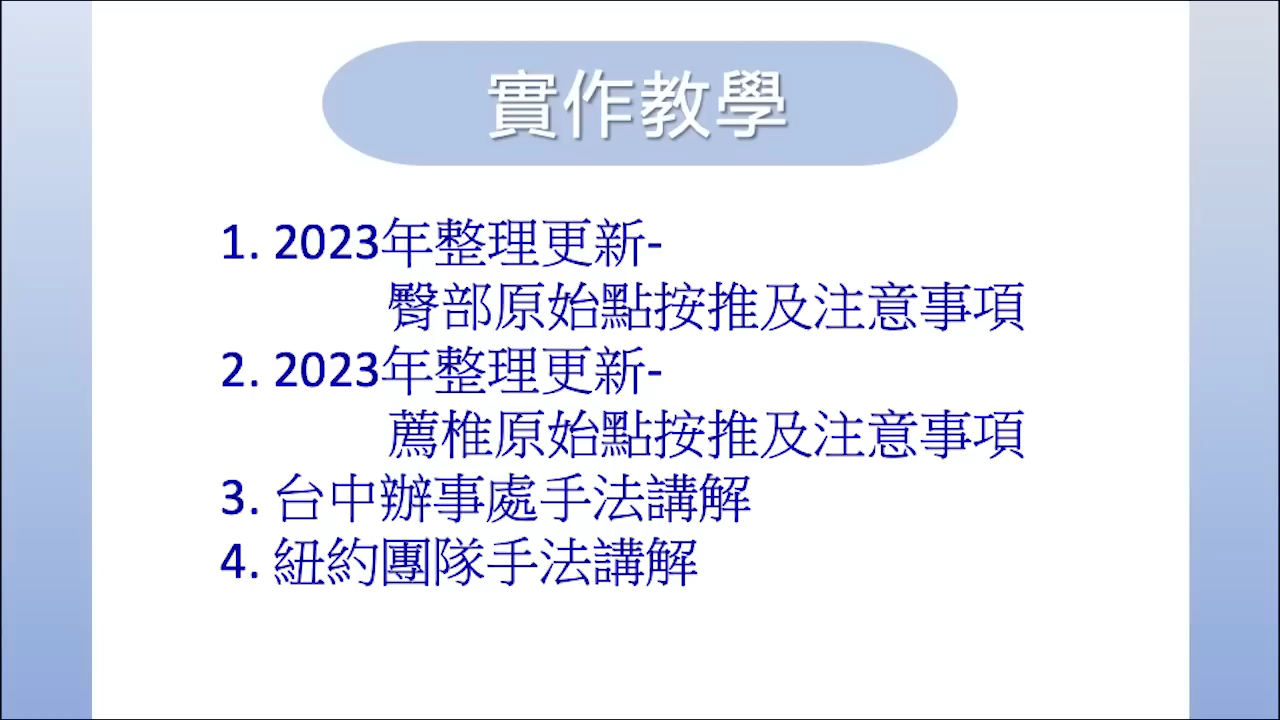 實作教學
1. 2023年整理更新-
臀部原始點按推及注意事項
2. 2023年整理更新-
薦椎原始點按推及注意事項
3. 台中辦事處手法講解
4. 紐約團隊手法講解